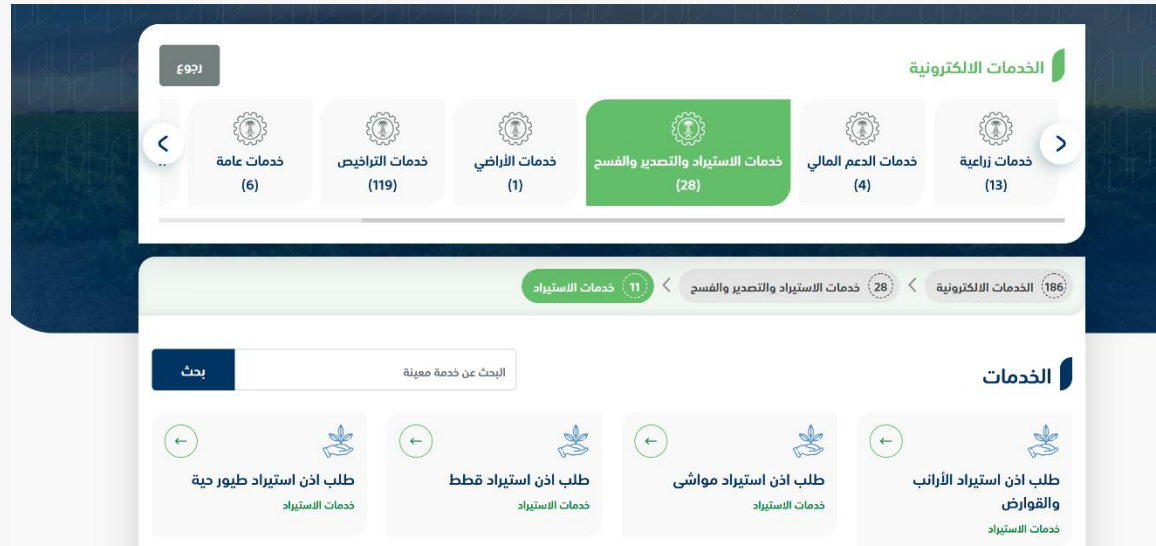 الخدمات الالكترونية
رجوع
خدمات زراعية
(13)
خدمات الدعم المالي
(4)
خدمات الاستيراد والتصدير والفسح
(28)
خدمات الأراضي
(1)
خدمات التراخيص
(119)
خدمات عامة
(6)
186 الخدمات الالكترونية
28 خدمات الاستيراد والتصدير والفسح
11 خدمات الاستيراد
الخدمات
البحث عن خدمة معينة
بحث
طلب اذن استيراد الأرانب
والقوارض
خدمات الاستيراد
طلب اذن استيراد مواشى
خدمات الاستيراد
طلب اذن استيراد قطط
خدمات الاستيراد
طلب اذن استيراد طيور حية
خدمات الاستيراد